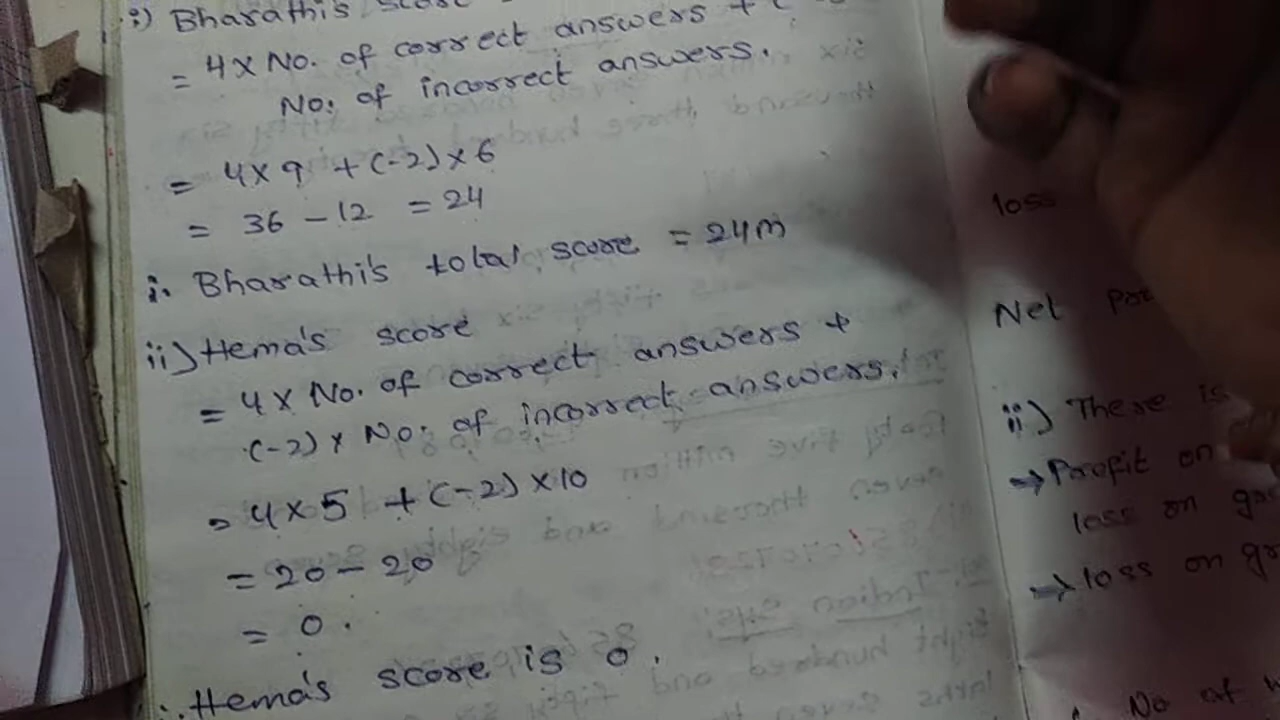 i) Bharathi's score
= 4 x No. of correct answers + (
No. of incorrect answers.
= 4 x 9 + (-2) x 6
= 36 - 12 = 24
∴ Bharathi's total score = 24m
ii) Hema's score
= 4 x No. of correct answers +
(-2) x No. of incorrect answers.
= 4 x 5 + (-2) x 10
= 20 - 20
= 0.
∴ Hema's score is 0.
loss
Net
ii) There is
→ Profit on
loss on
→ loss on
No of